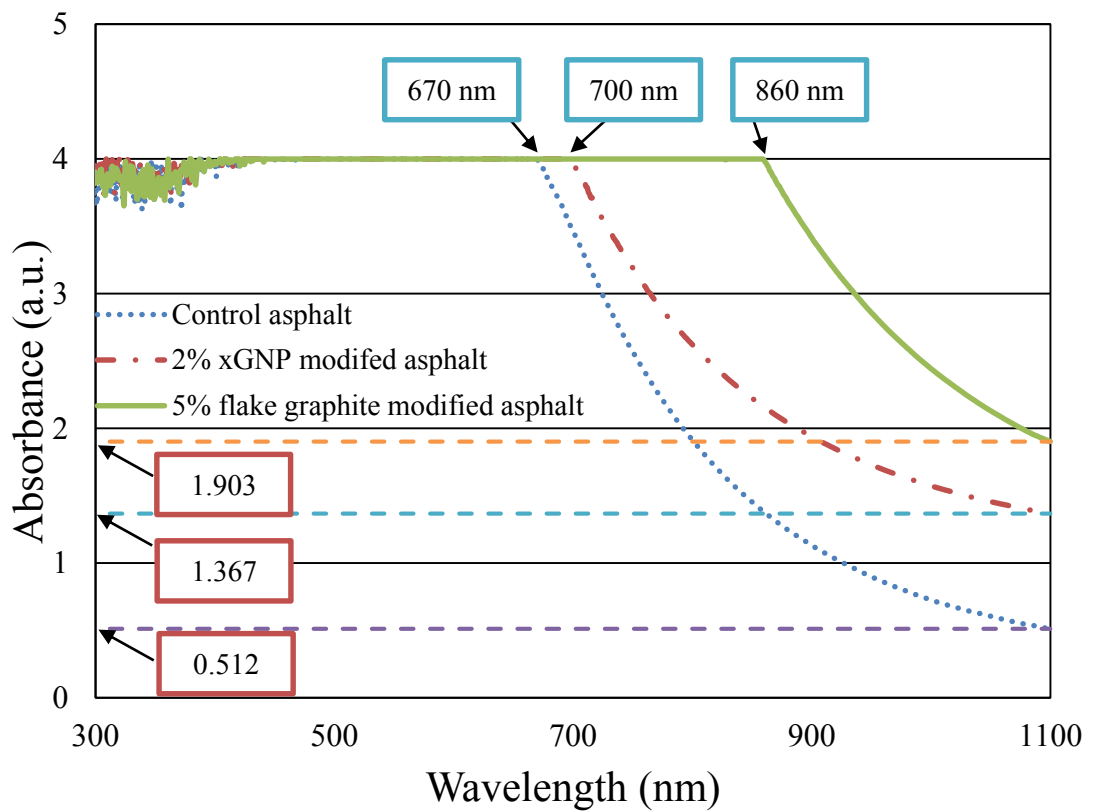 5
670 nm
700 nm
860 nm
4
3
Control asphalt
2% xGNP modifed asphalt
5% flake graphite modified asphalt
2
1.903
1.367
1
0.512
0
300
500
700
900
1100
Absorbance (a.u.)
Wavelength (nm)